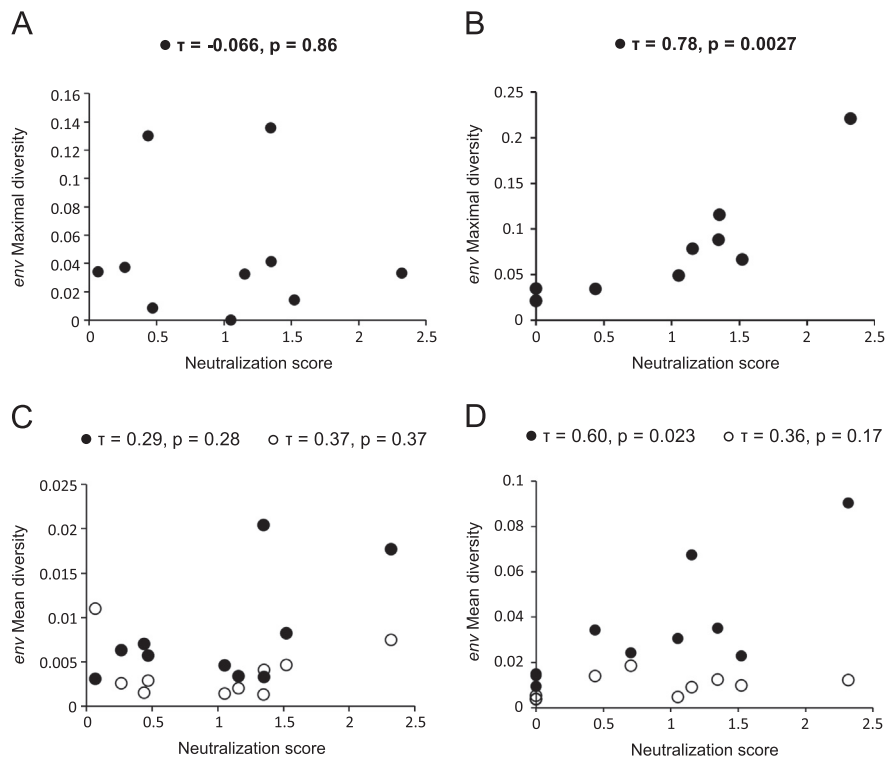 A
● τ = -0.066, p = 0.86
env Maximal diversity
0.16
0.14
0.12
0.1
0.08
0.06
0.04
0.02
0
0 0.5 1 1.5 2 2.5
Neutralization score
B
● τ = 0.78, p = 0.0027
env Maximal diversity
0.25
0.2
0.15
0.1
0.05
0
0 0.5 1 1.5 2 2.5
Neutralization score
C
● τ = 0.29, p = 0.28 ○ τ = 0.37, p = 0.37
env Mean diversity
0.025
0.02
0.015
0.01
0.005
0
0 0.5 1 1.5 2 2.5
Neutralization score
D
● τ = 0.60, p = 0.023 ○ τ = 0.36, p = 0.17
env Mean diversity
0.1
0.08
0.06
0.04
0.02
0
0 0.5 1 1.5 2 2.5
Neutralization score